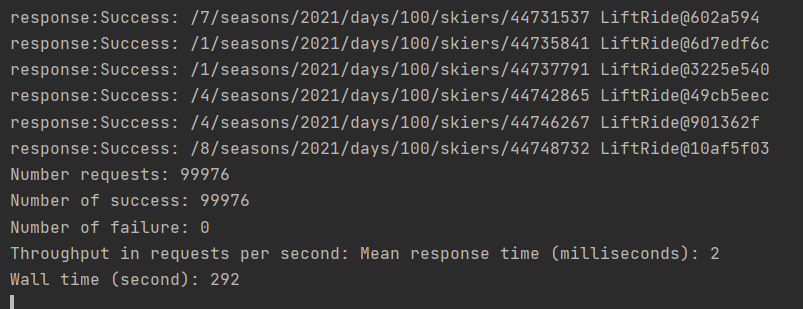 response:Success: /7/seasons/2021/days/100/skiers/44731537 LiftRide@602a594
response:Success: /1/seasons/2021/days/100/skiers/44735841 LiftRide@6d7edf6c
response:Success: /1/seasons/2021/days/100/skiers/44737791 LiftRide@3225e540
response:Success: /4/seasons/2021/days/100/skiers/44742865 LiftRide@49cb5eec
response:Success: /4/seasons/2021/days/100/skiers/44746267 LiftRide@901362f
response:Success: /8/seasons/2021/days/100/skiers/44748732 LiftRide@10af5f03
Number requests: 99976
Number of success: 99976
Number of failure: 0
Throughput in requests per second: Mean response time (milliseconds): 2
Wall time (second): 292